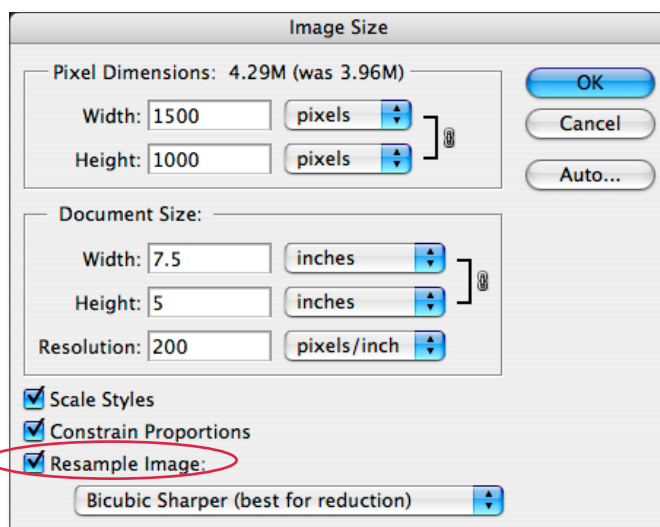 Image Size
Pixel Dimensions: 4.29M (was 3.96M)
Width: 1500 pixels
Height: 1000 pixels
OK
Cancel
Auto...
Document Size:
Width: 7.5 inches
Height: 5 inches
Resolution: 200 pixels/inch
Scale Styles
Constrain Proportions
Resample Image:
Bicubic Sharper (best for reduction)